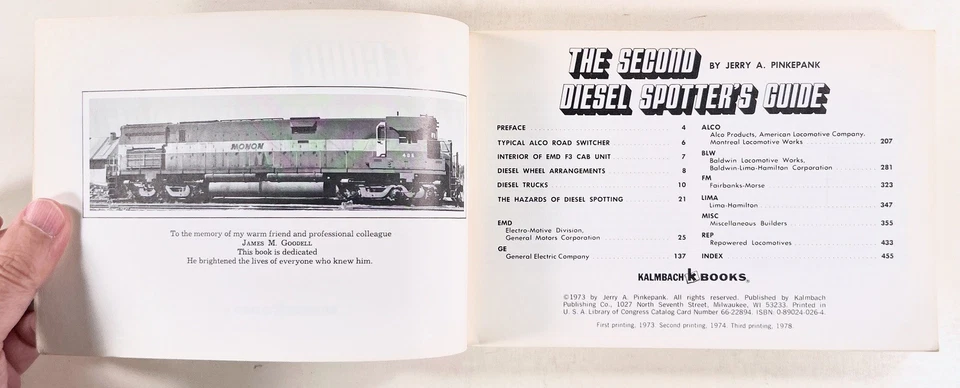 MONON
To the memory of my warm friend and professional colleague
JAMES M. GOODELL
This book is dedicated
He brightened the lives of everyone who knew him.
THE SECOND BY JERRY A. PINKEPANK
DIESEL SPOTTER'S GUIDE
PREFACE 4
TYPICAL ALCO ROAD SWITCHER 6
INTERIOR OF EMD F3 CAB UNIT 7
DIESEL WHEEL ARRANGEMENTS 8
DIESEL TRUCKS 10
THE HAZARDS OF DIESEL SPOTTING 21
EMD
Electro-Motive Division,
General Motors Corporation 25
GE
General Electric Company 137
ALCO
Alco Products, American Locomotive Company,
Montreal Locomotive Works 207
BLW
Baldwin Locomotive Works,
Baldwin-Lima-Hamilton Corporation 281
FM
Fairbanks-Morse 323
LIMA
Lima-Hamilton 347
MISC
Miscellaneous Builders 355
REP
Repowered Locomotives 433
INDEX 455
KALMBACH k BOOKS
©1973 by Jerry A. Pinkepank. All rights reserved. Published by Kalmbach
Publishing Co., 1027 North Seventh Street, Milwaukee, WI 53233. Printed in
U. S. A. Library of Congress Catalog Card Number 66-22894. ISBN: 0-89024-026-4.
First printing, 1973. Second printing, 1974. Third printing, 1978.